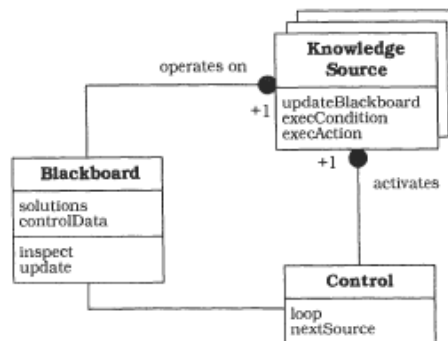 Knowledge
Source
operates on
updateBlackboard
execCondition
execAction
+1
+1
activates
Blackboard
solutions
controlData
inspect
update
Control
loop
nextSource